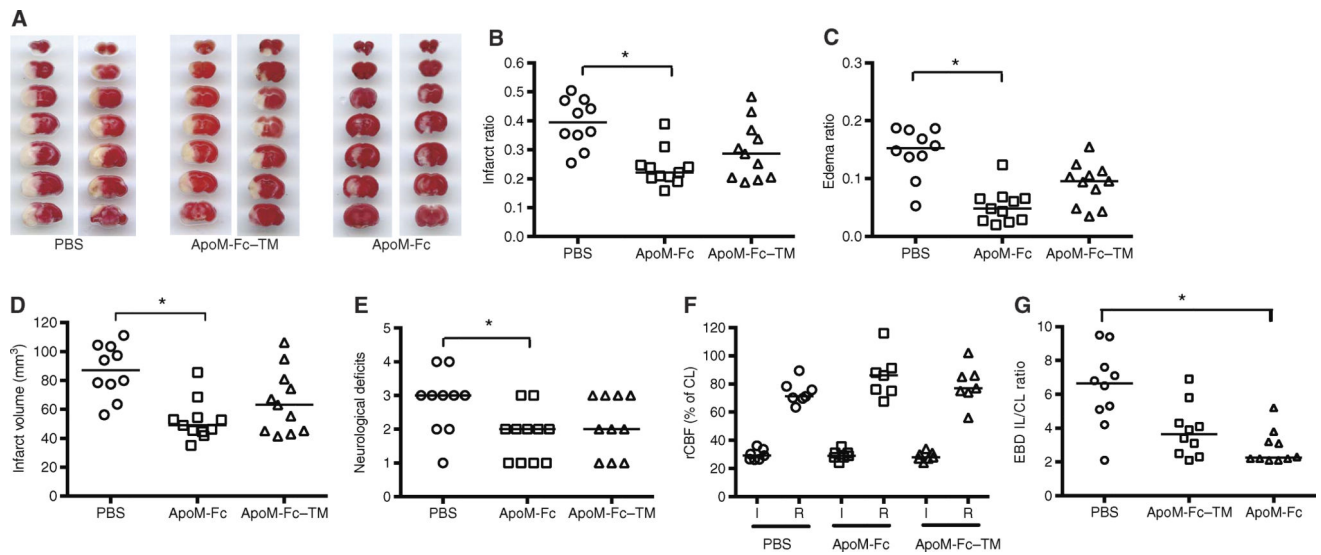 A
PBS
ApoM-Fc–TM
ApoM-Fc
B
Infarct ratio
0.6
0.5
0.4
0.3
0.2
0.1
0.0
*
PBS
ApoM-Fc
ApoM-Fc–TM
C
Edema ratio
0.3
0.2
0.1
0.0
*
PBS
ApoM-Fc
ApoM-Fc–TM
D
Infarct volume (mm³)
120
100
80
60
40
20
0
*
PBS
ApoM-Fc
ApoM-Fc–TM
E
Neurological deficits
5
4
3
2
1
0
*
PBS
ApoM-Fc
ApoM-Fc–TM
F
rCBF (% of CL)
120
100
80
60
40
20
0
I R I R I R
PBS
ApoM-Fc
ApoM-Fc–TM
G
EBD IL/CL ratio
10
8
6
4
2
0
*
PBS
ApoM-Fc–TM
ApoM-Fc